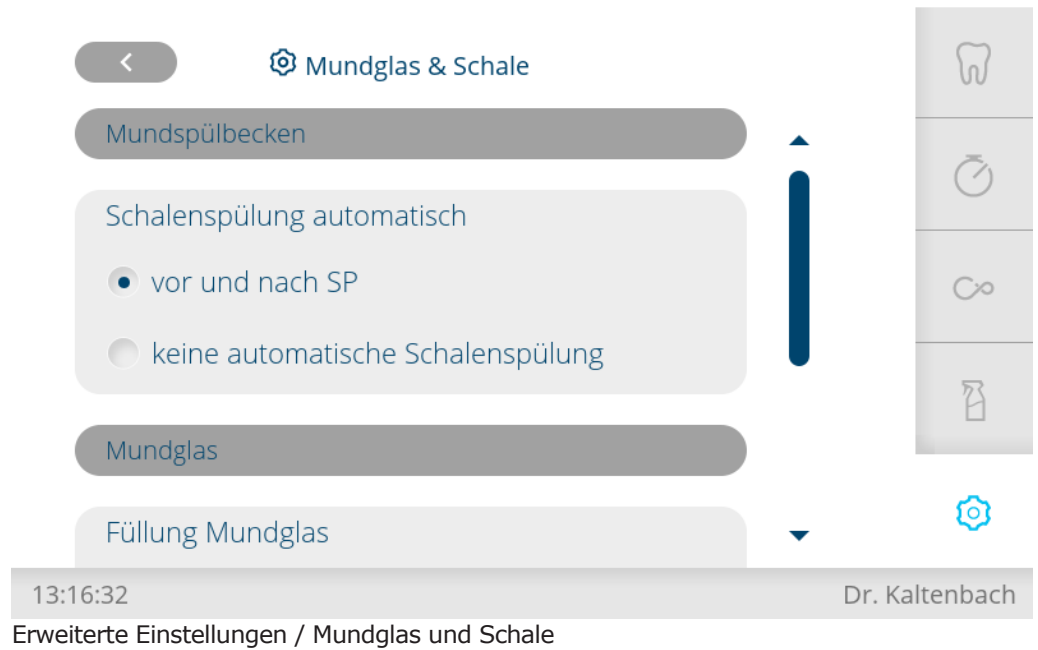 Mundglas & Schale
Mundspülbecken
Schalenspülung automatisch
vor und nach SP
keine automatische Schalenspülung
Mundglas
Füllung Mundglas
13:16:32
Dr. Kaltenbach
Erweiterte Einstellungen / Mundglas und Schale